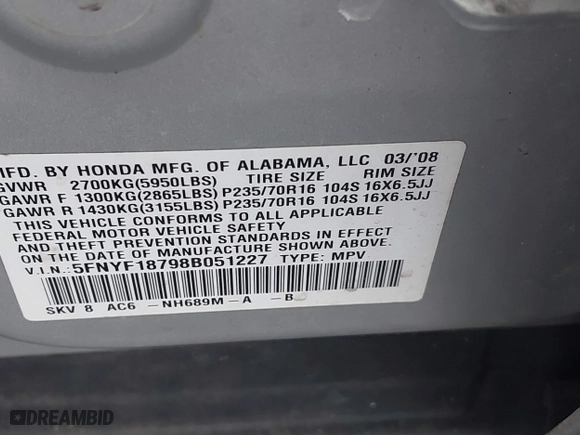 MFD. BY HONDA MFG. OF ALABAMA, LLC 03/'08
GVWR 2700KG(5950LBS) TIRE SIZE RIM SIZE
GAWR F 1300KG(2865LBS)P235/70R16 104S 16X6.5JJ
GAWR R 1430KG(3155LBS)P235/70R16 104S 16X6.5JJ
THIS VEHICLE CONFORMS TO ALL APPLICABLE
FEDERAL MOTOR VEHICLE SAFETY
AND THEFT PREVENTION STANDARDS IN EFFECT
ON THE DATE OF MANUFACTURE SHOWN ABOVE.
V.I.N.: 5FNYF18798B051227 TYPE: MPV
SKV 8 AC6 -NH689M-A -B
DREAMBID